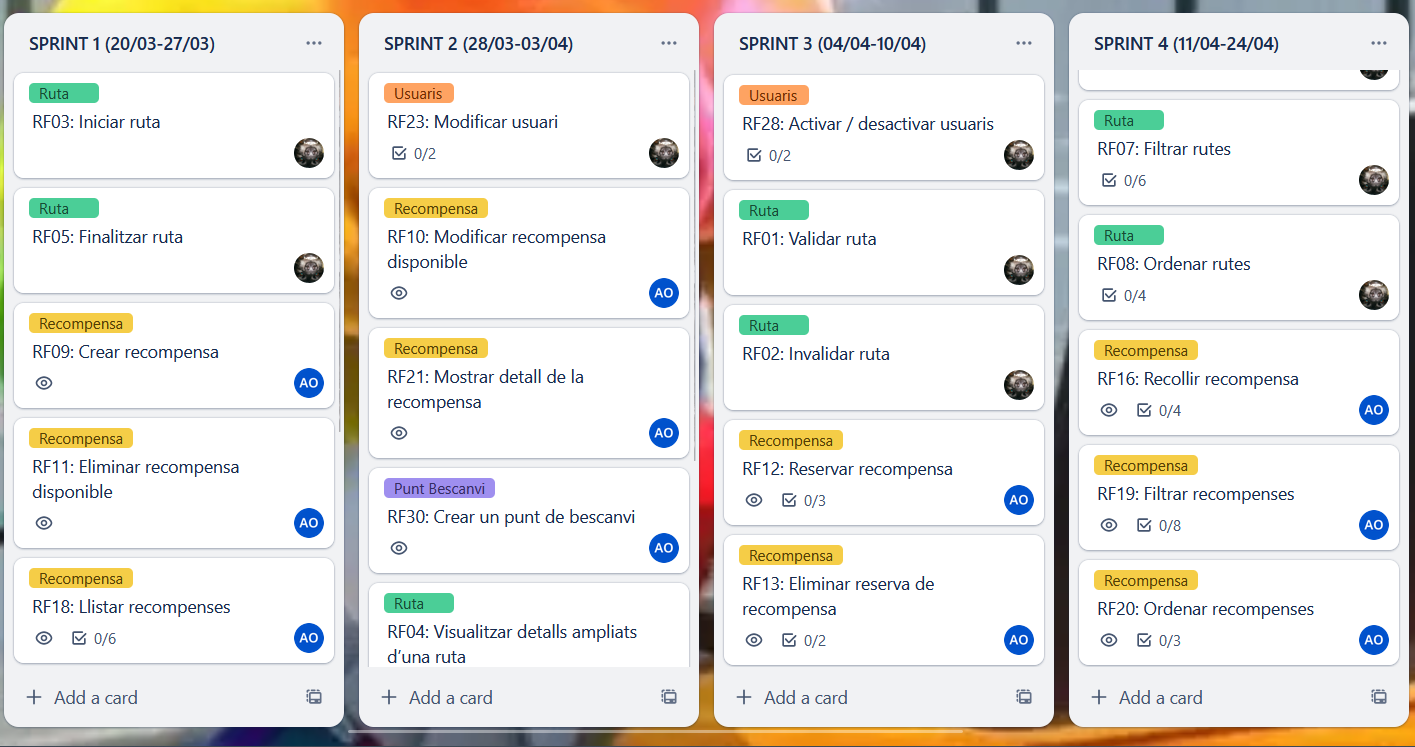 SPRINT 1 (20/03-27/03)
Ruta
RF03: Iniciar ruta
Ruta
RF05: Finalitzar ruta
Recompensa
RF09: Crear recompensa
AO
Recompensa
RF11: Eliminar recompensa
disponible
AO
Recompensa
RF18: Llistar recompenses
0/6
AO
Add a card
SPRINT 2 (28/03-03/04)
Usuaris
RF23: Modificar usuari
0/2
Recompensa
RF10: Modificar recompensa
disponible
AO
Recompensa
RF21: Mostrar detall de la
recompensa
AO
Punt Bescanvi
RF30: Crear un punt de bescanvi
AO
Ruta
RF04: Visualitzar detalls ampliats
d’una ruta
Add a card
SPRINT 3 (04/04-10/04)
Usuaris
RF28: Activar / desactivar usuaris
0/2
Ruta
RF01: Validar ruta
Ruta
RF02: Invalidar ruta
Recompensa
RF12: Reservar recompensa
0/3
AO
Recompensa
RF13: Eliminar reserva de
recompensa
0/2
AO
Add a card
SPRINT 4 (11/04-24/04)
Ruta
RF07: Filtrar rutes
0/6
Ruta
RF08: Ordenar rutes
0/4
Recompensa
RF16: Recollir recompensa
0/4
AO
Recompensa
RF19: Filtrar recompenses
0/8
AO
Recompensa
RF20: Ordenar recompenses
0/3
AO
Add a card